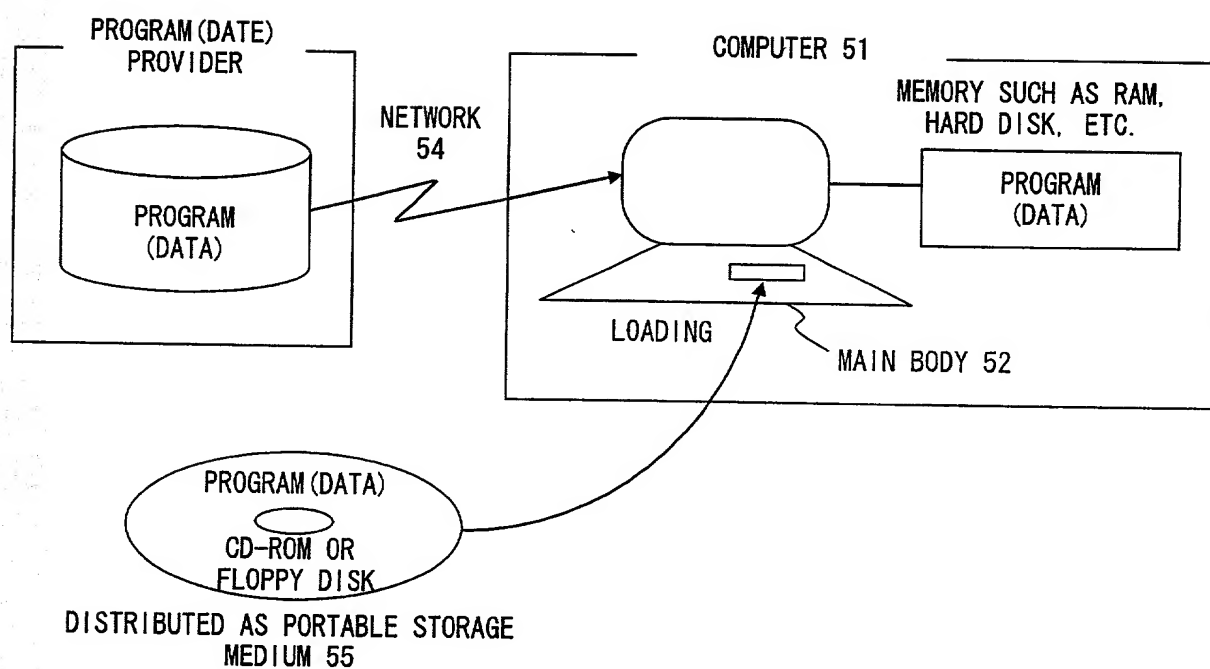 PROGRAM(DATE)
PROVIDER
PROGRAM
(DATA)
NETWORK
54
COMPUTER 51
MEMORY SUCH AS RAM,
HARD DISK, ETC.
PROGRAM
(DATA)
LOADING
MAIN BODY 52
PROGRAM(DATA)
CD-ROM OR
FLOPPY DISK
DISTRIBUTED AS PORTABLE STORAGE
MEDIUM 55